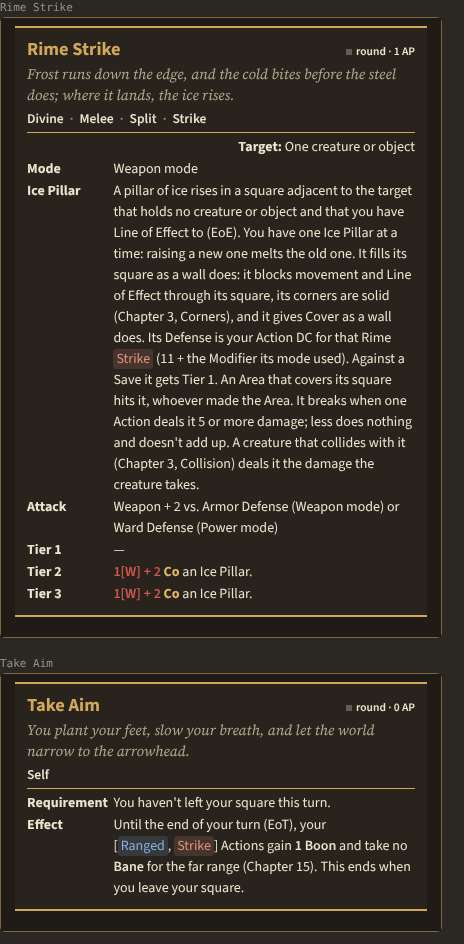 Rime Strike
Rime Strike
round · 1 AP
Frost runs down the edge, and the cold bites before the steel
does; where it lands, the ice rises.
Divine · Melee · Split · Strike
Target: One creature or object
Mode Weapon mode
Ice Pillar A pillar of ice rises in a square adjacent to the target
that holds no creature or object and that you have
Line of Effect to (EoE). You have one Ice Pillar at a
time: raising a new one melts the old one. It fills its
square as a wall does: it blocks movement and Line
of Effect through its square, its corners are solid
(Chapter 3, Corners), and it gives Cover as a wall
does. Its Defense is your Action DC for that Rime
Strike (11 + the Modifier its mode used). Against a
Save it gets Tier 1. An Area that covers its square
hits it, whoever made the Area. It breaks when one
Action deals it 5 or more damage; less does nothing
and doesn't add up. A creature that collides with it
(Chapter 3, Collision) deals it the damage the
creature takes.
Attack Weapon + 2 vs. Armor Defense (Weapon mode) or
Ward Defense (Power mode)
Tier 1 —
Tier 2 1[W] + 2 Co an Ice Pillar.
Tier 3 1[W] + 2 Co an Ice Pillar.
Take Aim
Take Aim
round · 0 AP
You plant your feet, slow your breath, and let the world
narrow to the arrowhead.
Self
Requirement You haven't left your square this turn.
Effect Until the end of your turn (EoT), your
[ Ranged , Strike ] Actions gain 1 Boon and take no
Bane for the far range (Chapter 15). This ends when
you leave your square.